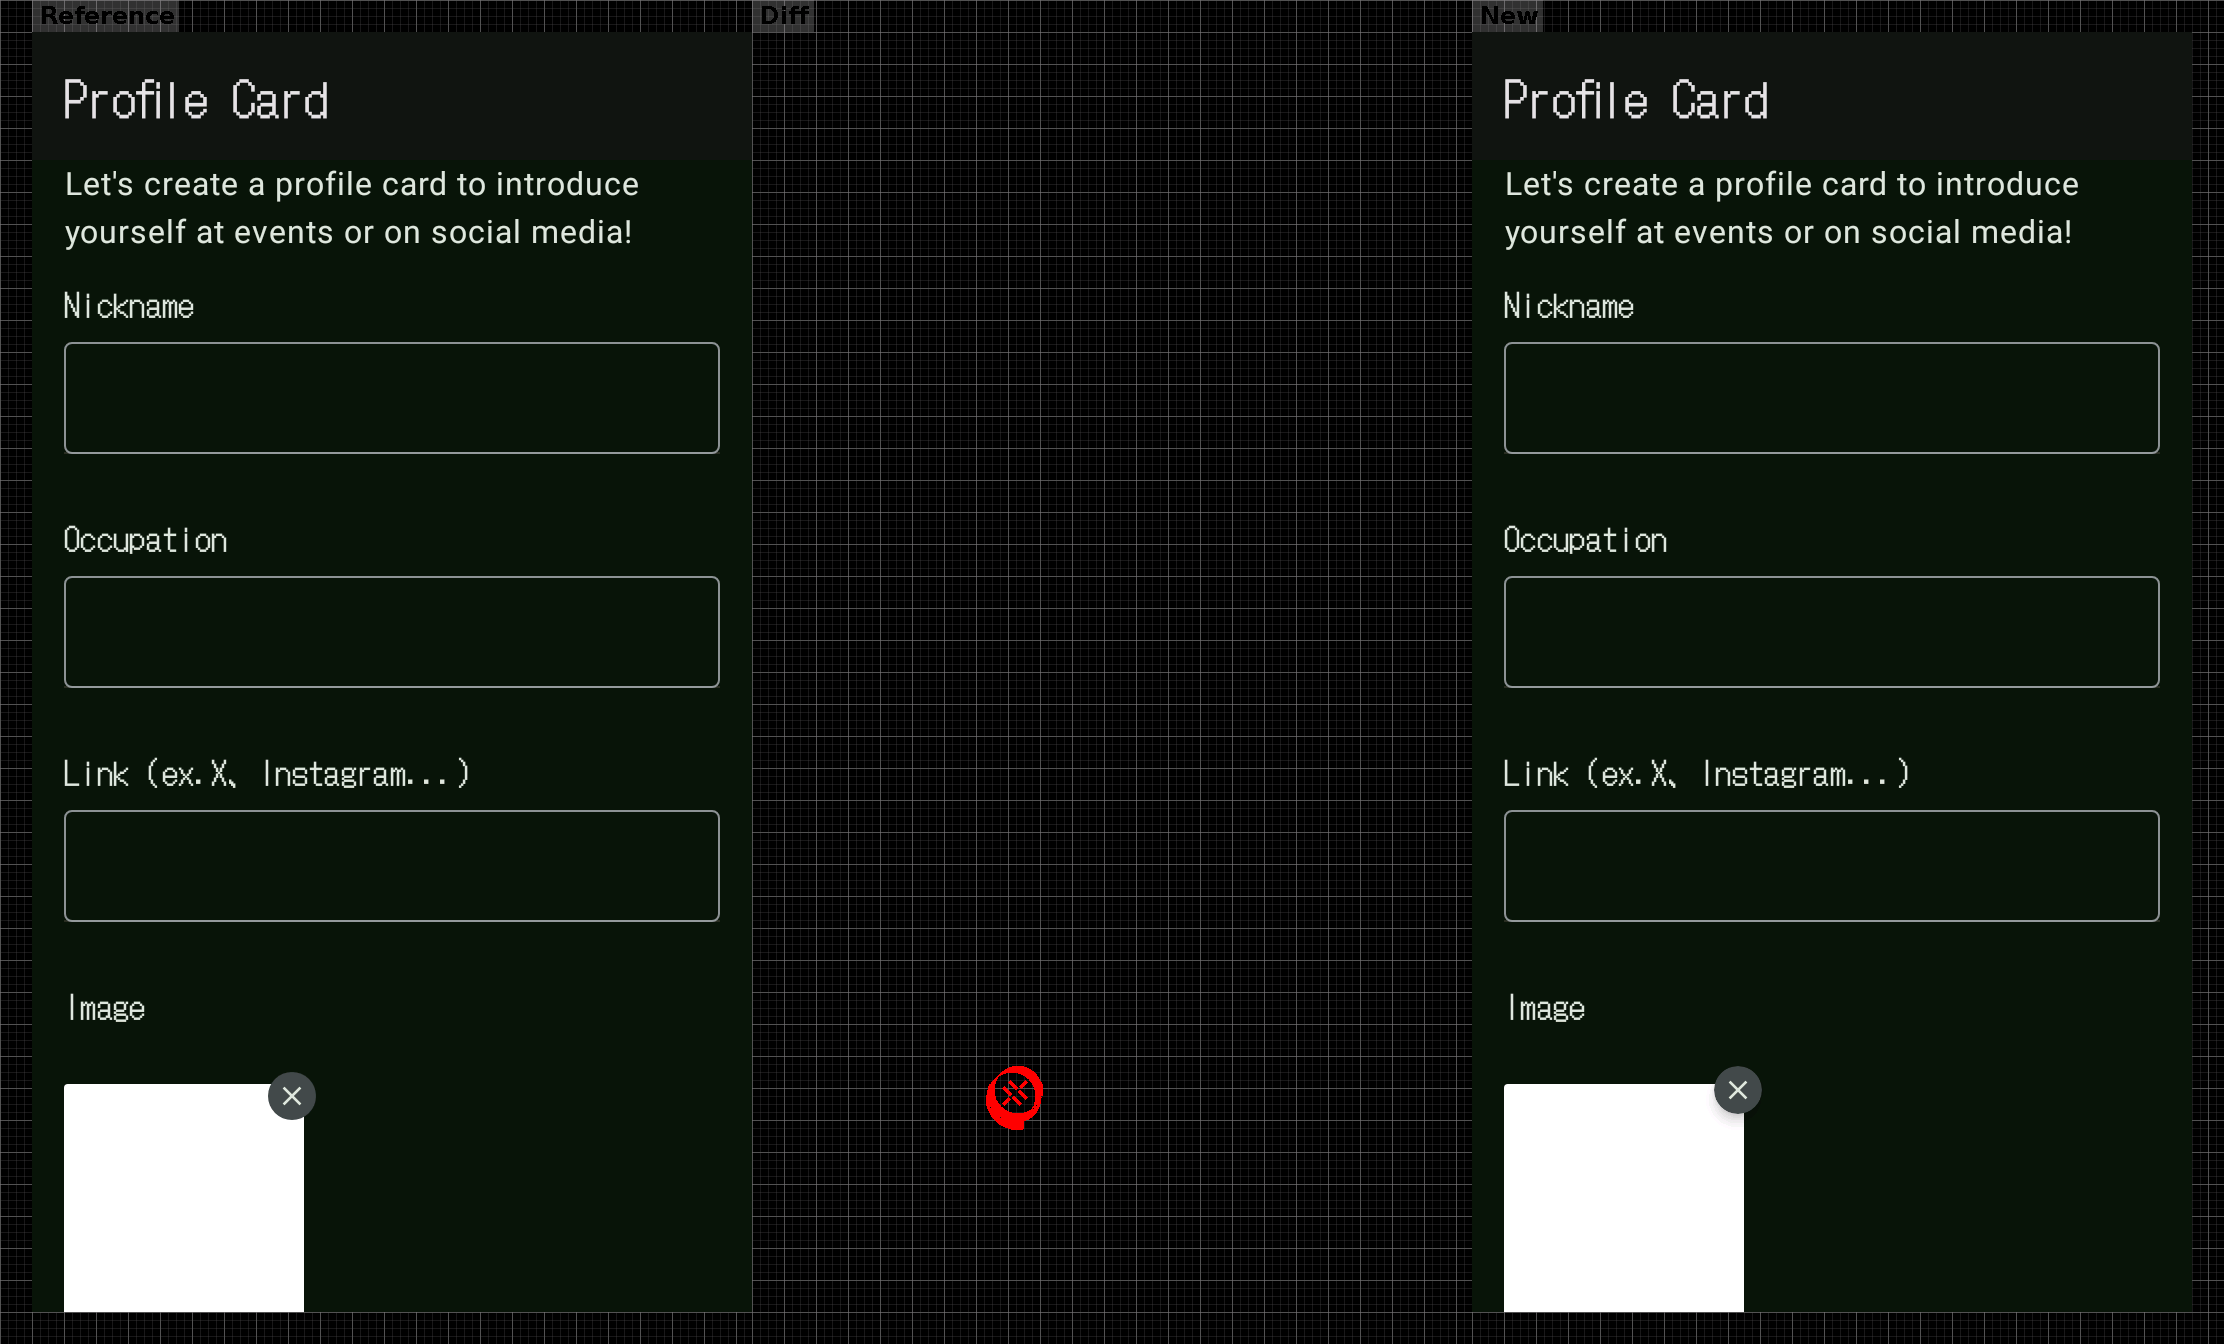 Reference
Diff
New
Profile Card
Let's create a profile card to introduce
yourself at events or on social media!
Nickname
Occupation
Link (ex.X、Instagram...)
Image
Profile Card
Let's create a profile card to introduce
yourself at events or on social media!
Nickname
Occupation
Link (ex.X、Instagram...)
Image